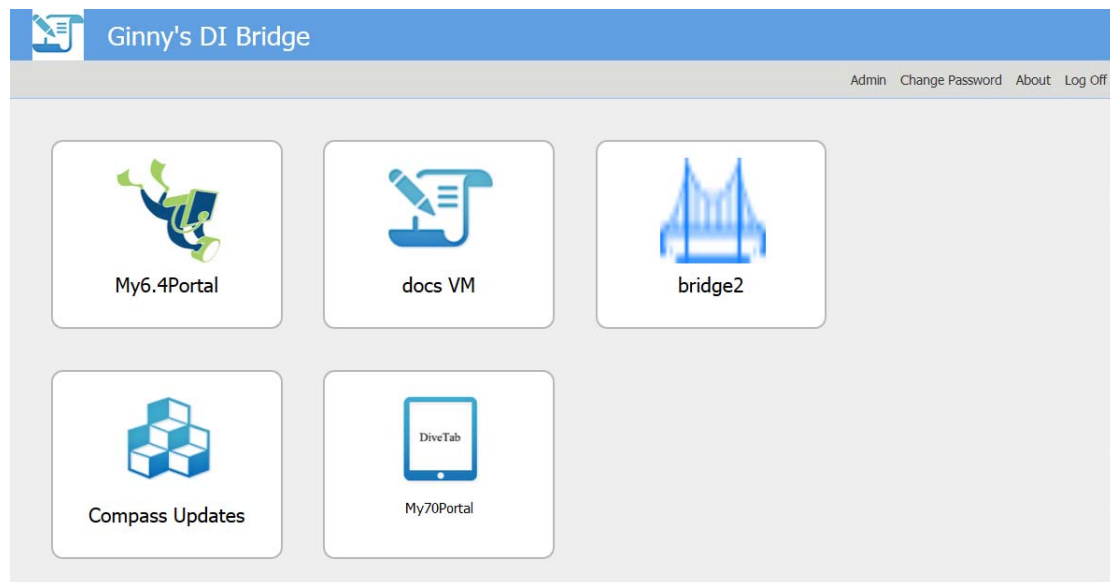 Ginny's DI Bridge
Admin Change Password About Log Off
My6.4Portal
docs VM
bridge2
Compass Updates
DiveTab
My70Portal